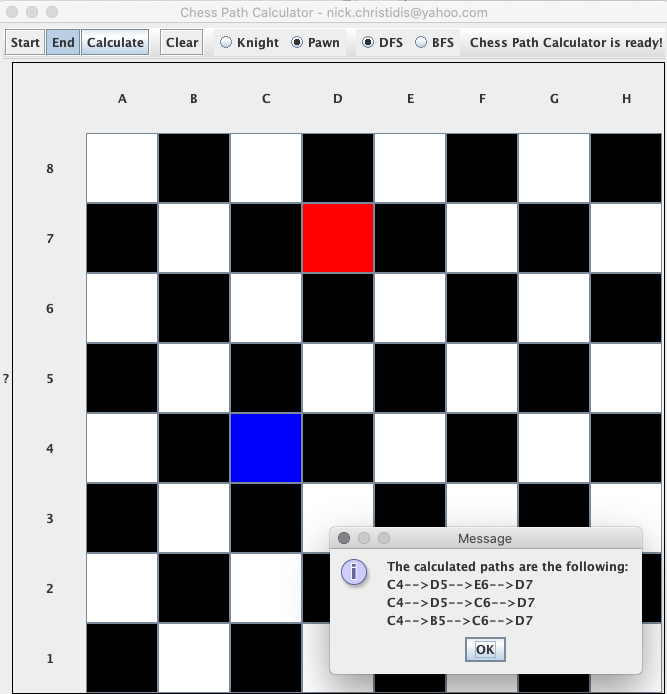 Chess Path Calculator - nick.christidis@yahoo.com
Start End Calculate Clear Knight Pawn DFS BFS Chess Path Calculator is ready!
A B C D E F G H
8
7
6
? 5
4
3
2
1
Message
The calculated paths are the following:
C4-->D5-->E6-->D7
C4-->D5-->C6-->D7
C4-->B5-->C6-->D7
OK